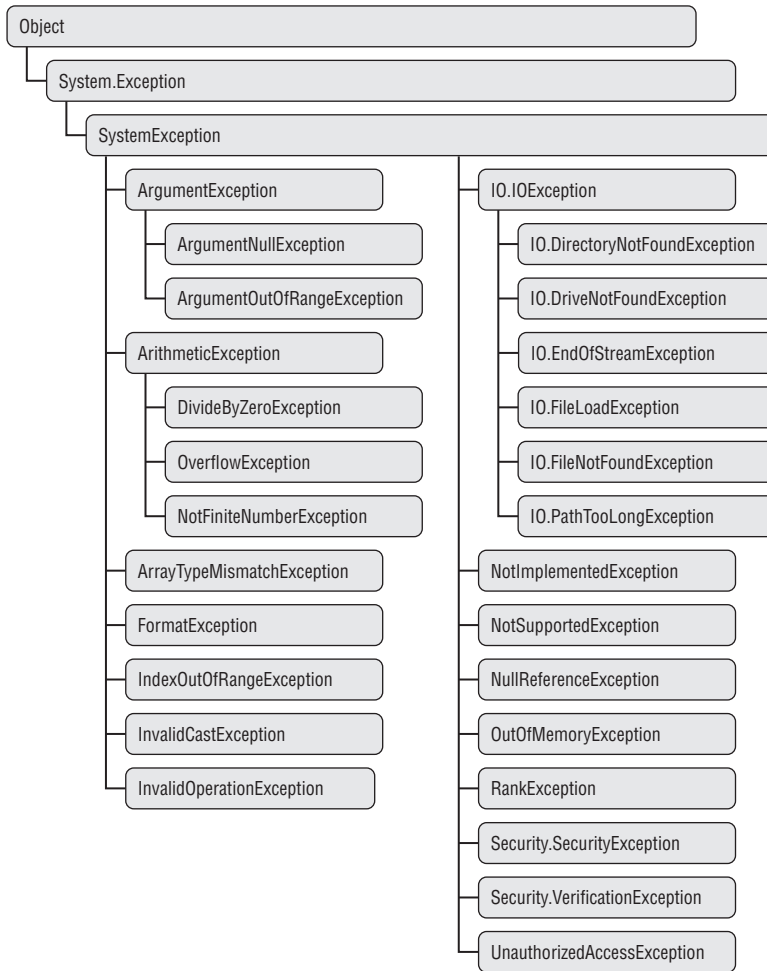 Object
System.Exception
SystemException
ArgumentException
ArgumentNullException
ArgumentOutOfRangeException
ArithmeticException
DivideByZeroException
OverflowException
NotFiniteNumberException
ArrayTypeMismatchException
FormatException
IndexOutOfRangeException
InvalidCastException
InvalidOperationException
IO.IOException
IO.DirectoryNotFoundException
IO.DriveNotFoundException
IO.EndOfStreamException
IO.FileLoadException
IO.FileNotFoundException
IO.PathTooLongException
NotImplementedException
NotSupportedException
NullReferenceException
OutOfMemoryException
RankException
Security.SecurityException
Security.VerificationException
UnauthorizedAccessException